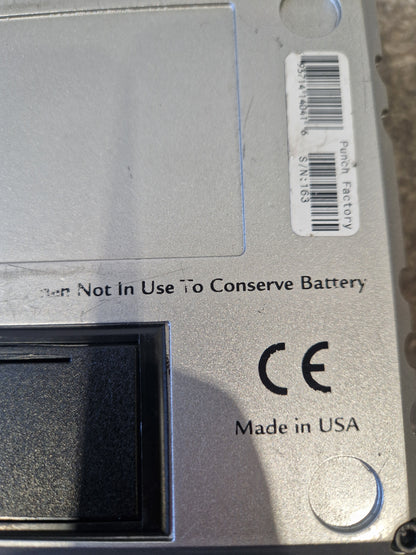 Punch Factory
S/N:163
Not In Use To Conserve Battery
CE
Made in USA